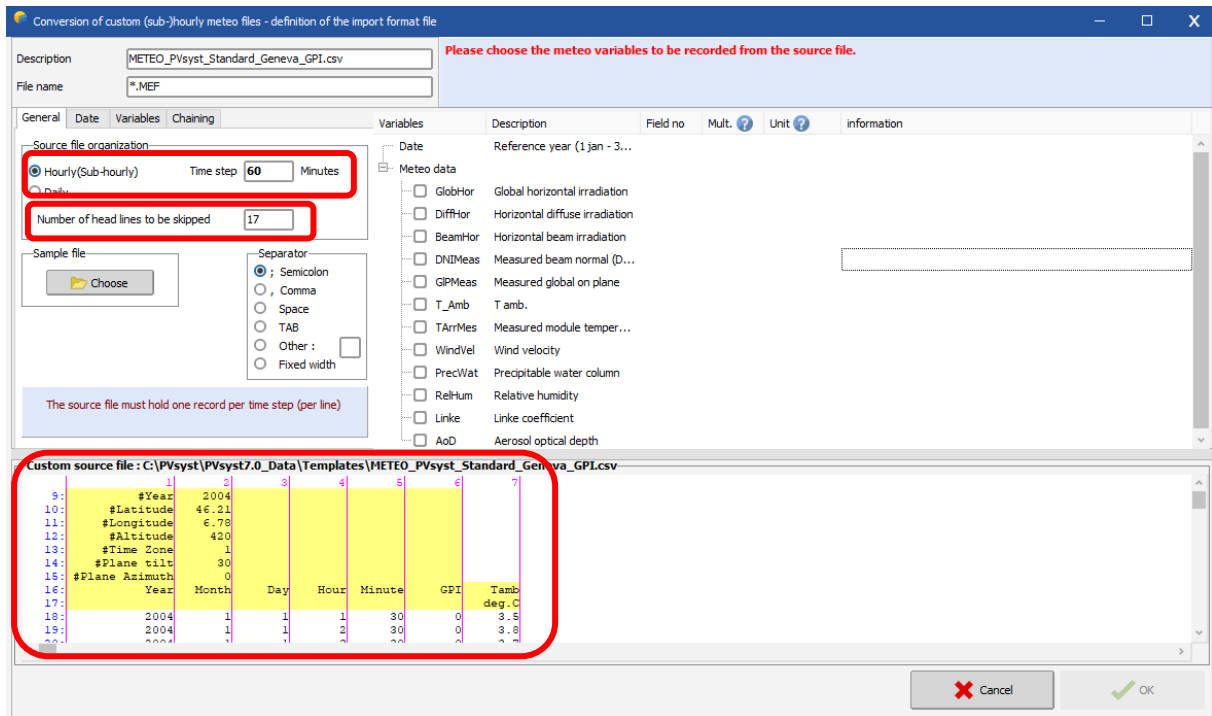 Conversion of custom (sub-)hourly meteo files - definition of the import format file
Description METEO_PVsyst_Standard_Geneva_GPI.csv
File name *.MEF
Please choose the meteo variables to be recorded from the source file.
General Date Variables Chaining
Source file organization
Hourly(Sub-hourly) Time step 60 Minutes
Daily
Number of head lines to be skipped 17
Sample file
Choose
Separator
; Semicolon
, Comma
Space
TAB
Other :
Fixed width
The source file must hold one record per time step (per line)
Variables Description Field no Mult. ? Unit ? information
Date Reference year (1 jan - 3...
Meteo data
GlobHor Global horizontal irradiation
DiffHor Horizontal diffuse irradiation
BeamHor Horizontal beam irradiation
DNIMeas Measured beam normal (D...
GlPMeas Measured global on plane
T_Amb T amb.
TArrMes Measured module temper...
WindVel Wind velocity
PrecWat Precipitable water column
RelHum Relative humidity
Linke Linke coefficient
AoD Aerosol optical depth
Custom source file : C:\PVsyst\PVsyst7.0_Data\Templates\METEO_PVsyst_Standard_Geneva_GPI.csv
1 2 3 4 5 6 7
9: #Year 2004
10: #Latitude 46.21
11: #Longitude 6.78
12: #Altitude 420
13: #Time Zone 1
14: #Plane tilt 30
15: #Plane Azimuth 0
16: Year Month Day Hour Minute GPI Tamb
17: deg.C
18: 2004 1 1 1 30 0 3.5
19: 2004 1 1 2 30 0 3.8
Cancel
OK